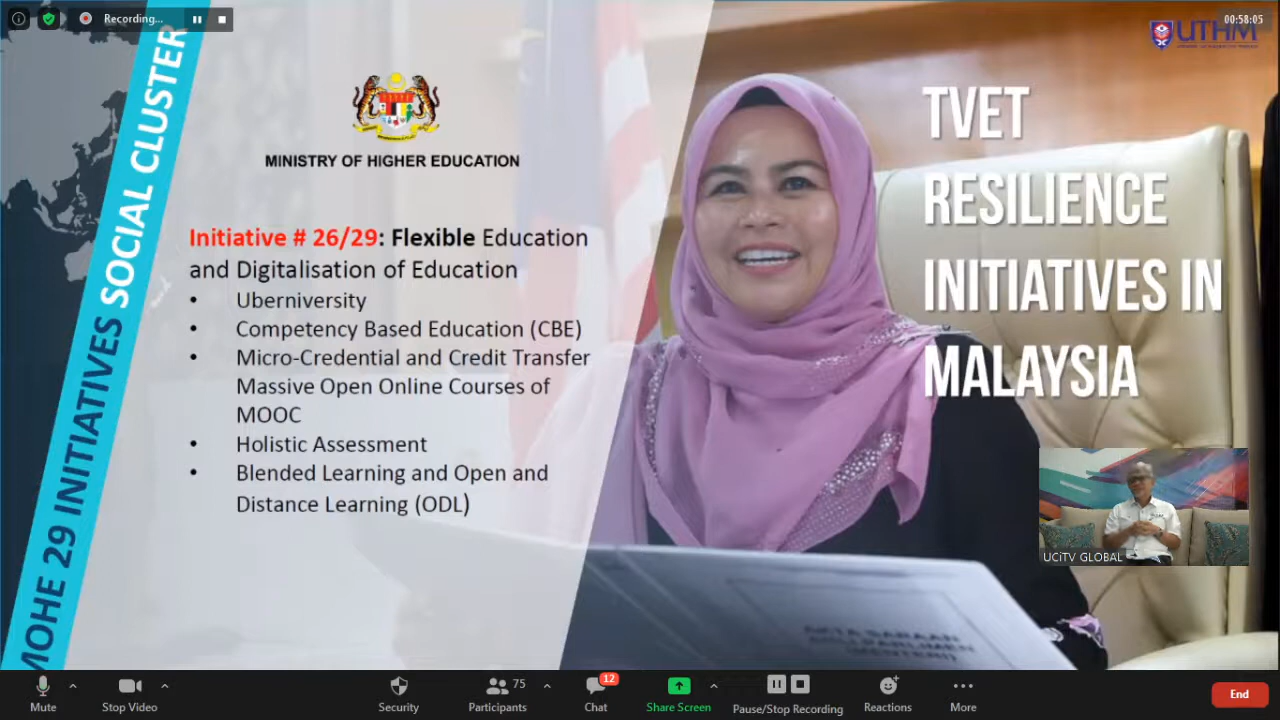 Recording...
00:58:05
UTHM
MOHE 29 INITIATIVES SOCIAL CLUSTER
MINISTRY OF HIGHER EDUCATION
TVET
RESILIENCE
INITIATIVES IN
MALAYSIA
Initiative # 26/29: Flexible Education
and Digitalisation of Education
• Uberniversity
• Competency Based Education (CBE)
• Micro-Credential and Credit Transfer
Massive Open Online Courses of
MOOC
• Holistic Assessment
• Blended Learning and Open and
Distance Learning (ODL)
UCiTV GLOBAL
Mute
Stop Video
Security
75
Participants
12
Chat
Share Screen
Pause/Stop Recording
Reactions
More
End